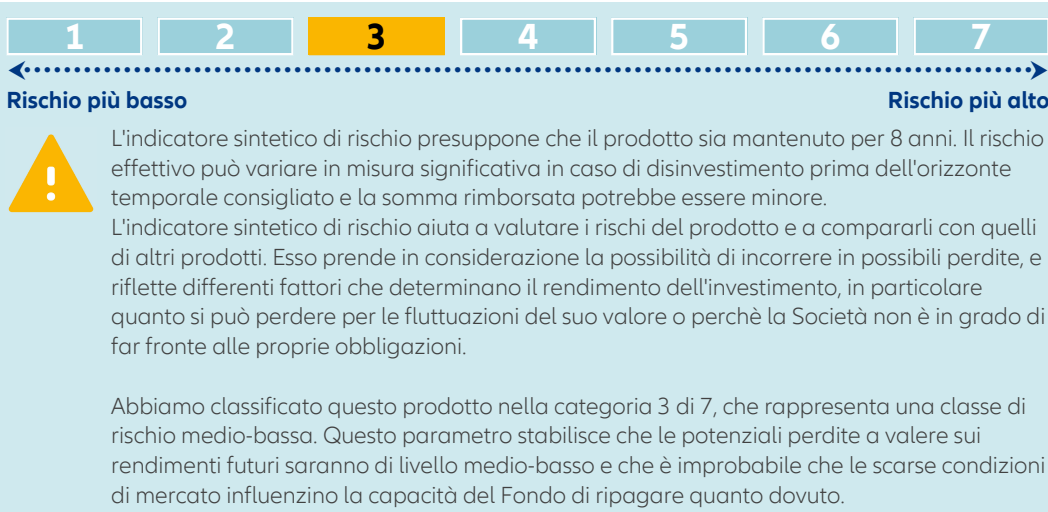 1 2 3 4 5 6 7
Rischio più basso Rischio più alto
L'indicatore sintetico di rischio presuppone che il prodotto sia mantenuto per 8 anni. Il rischio
effettivo può variare in misura significativa in caso di disinvestimento prima dell'orizzonte
temporale consigliato e la somma rimborsata potrebbe essere minore.
L'indicatore sintetico di rischio aiuta a valutare i rischi del prodotto e a compararli con quelli
di altri prodotti. Esso prende in considerazione la possibilità di incorrere in possibili perdite, e
riflette differenti fattori che determinano il rendimento dell'investimento, in particolare
quanto si può perdere per le fluttuazioni del suo valore o perchè la Società non è in grado di
far fronte alle proprie obbligazioni.
Abbiamo classificato questo prodotto nella categoria 3 di 7, che rappresenta una classe di
rischio medio-bassa. Questo parametro stabilisce che le potenziali perdite a valere sui
rendimenti futuri saranno di livello medio-basso e che è improbabile che le scarse condizioni
di mercato influenzino la capacità del Fondo di ripagare quanto dovuto.